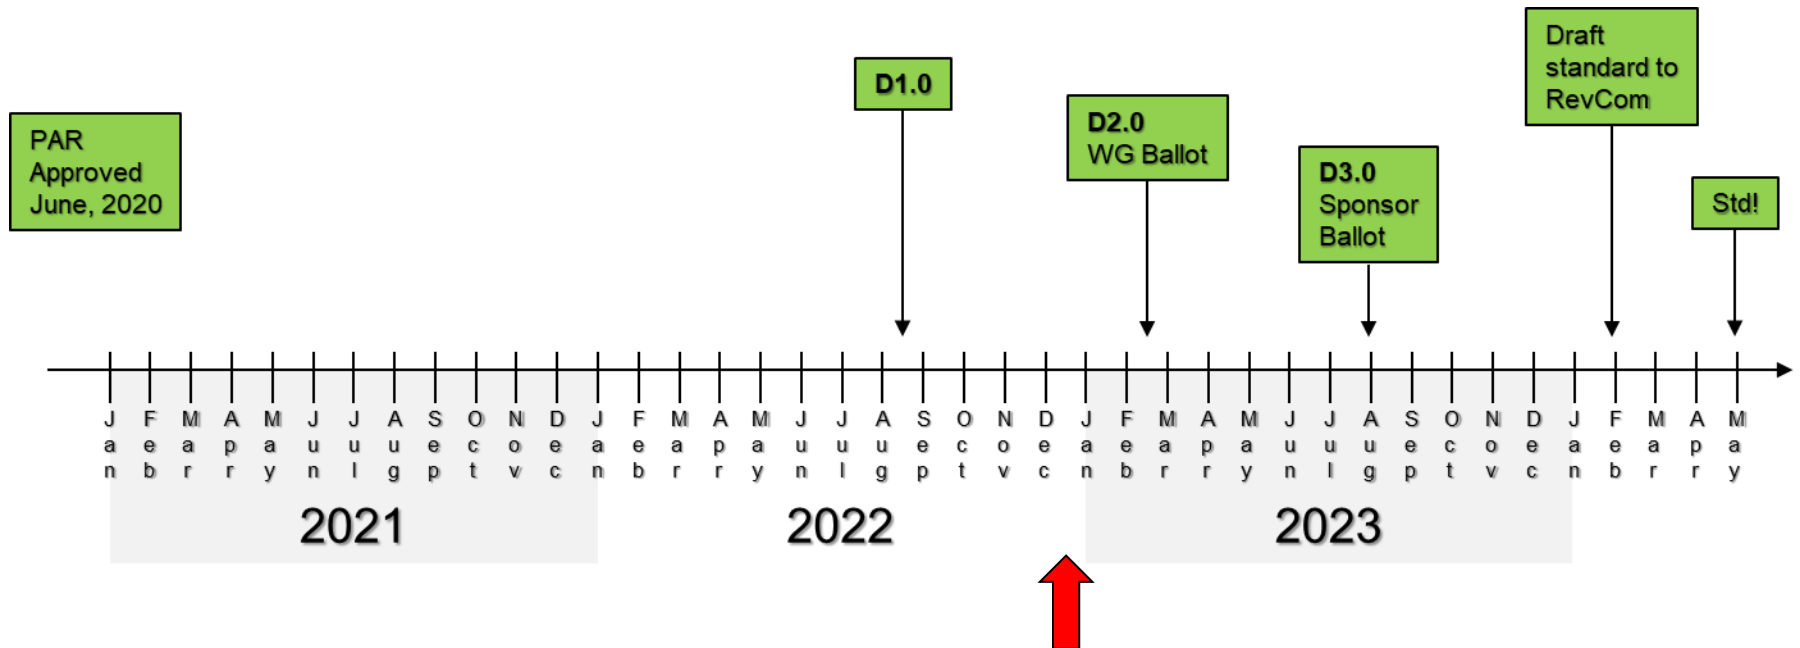 PAR
Approved
June, 2020
D1.0
D2.0
WG Ballot
D3.0
Sponsor
Ballot
Draft
standard to
RevCom
Std!
Jan Feb Mar Apr May Jun Jul Aug Sep Oct Nov Dec Jan Feb Mar Apr May Jun Jul Aug Sep Oct Nov Dec Jan Feb Mar Apr May Jun Jul Aug Sep Oct Nov Dec Jan Feb Mar Apr May
2021 2022 2023